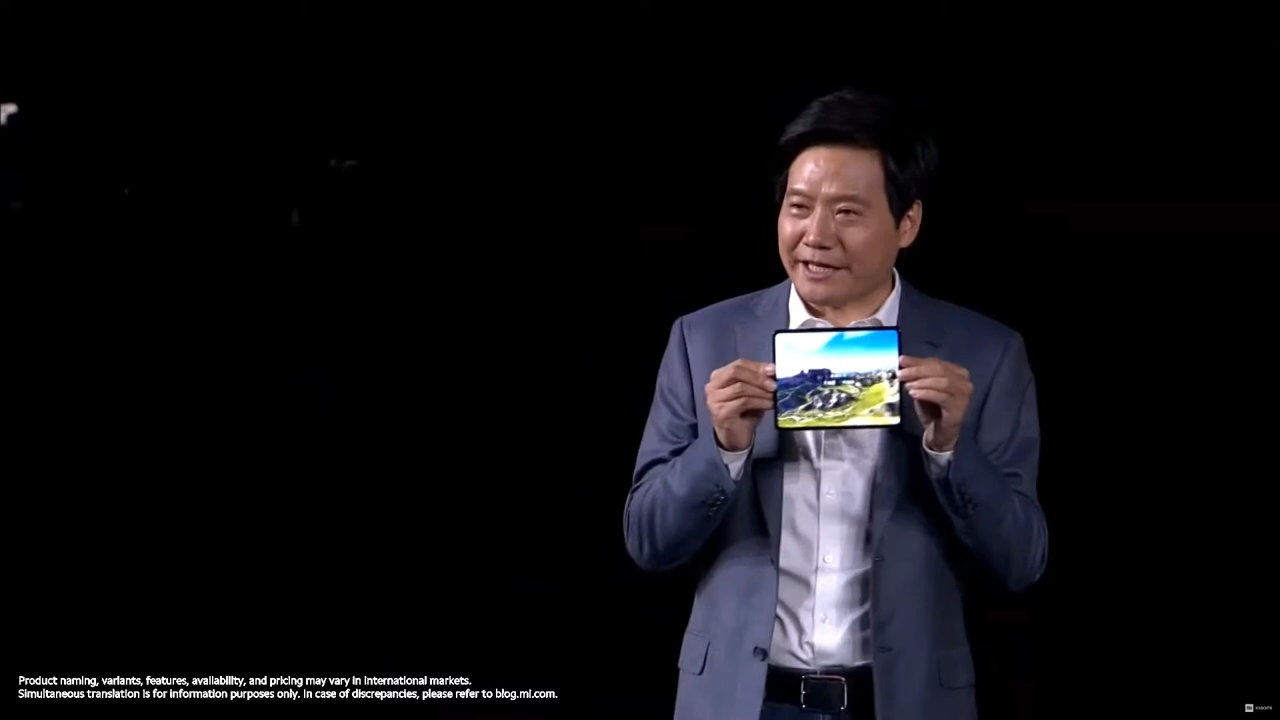 Product naming, variants, features, availability, and pricing may vary in international markets.
Simultaneous translation is for information purposes only. In case of discrepancies, please refer to blog.mi.com.
XIAOMI